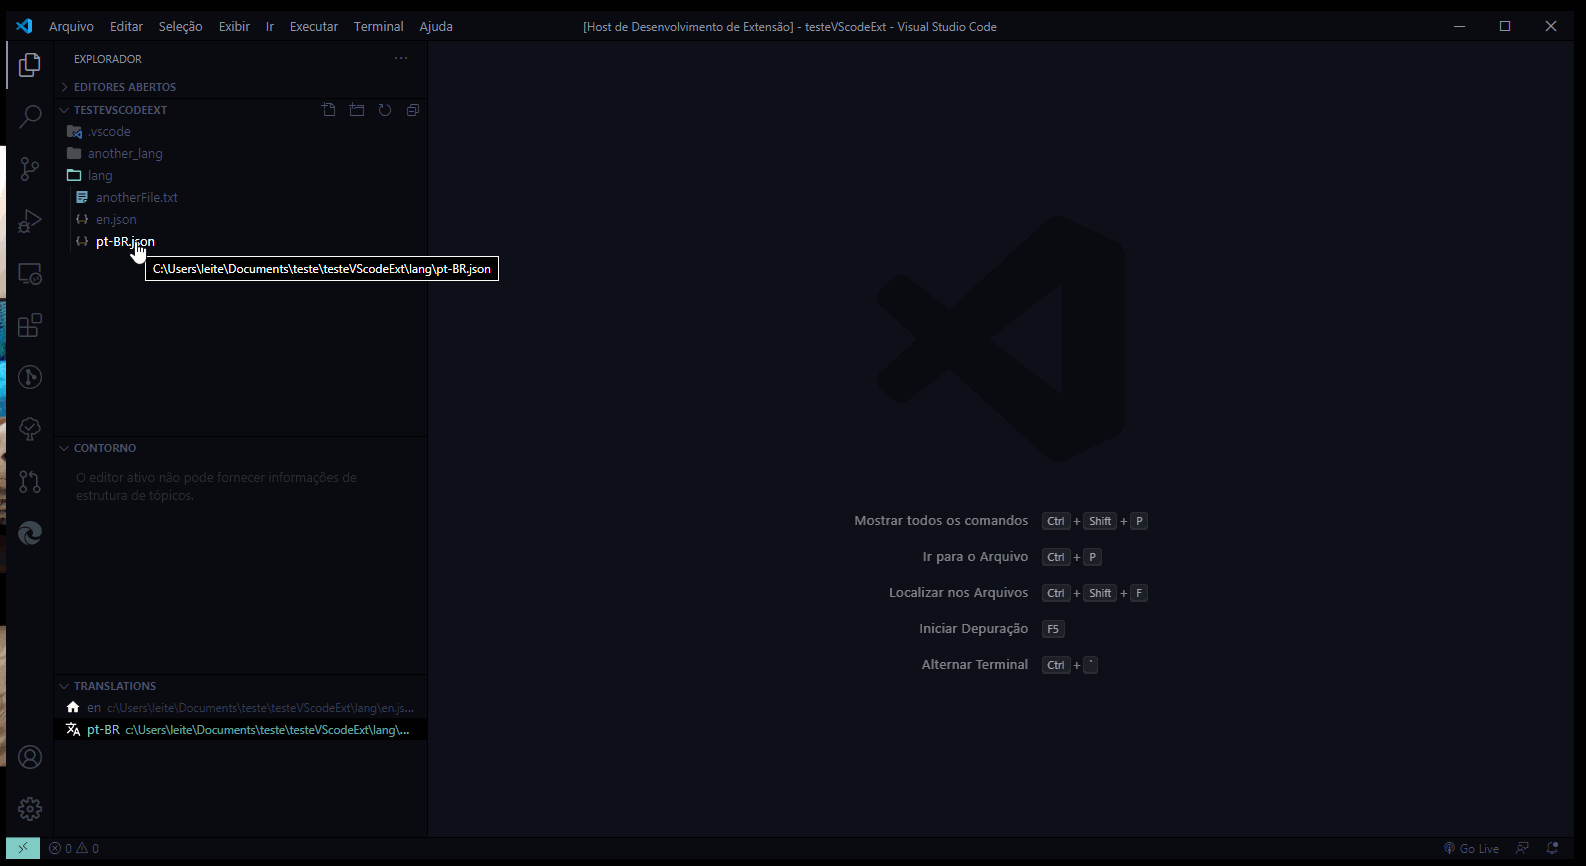 Arquivo Editar Seleção Exibir Ir Executar Terminal Ajuda
[Host de Desenvolvimento de Extensão] - testeVScodeExt - Visual Studio Code
EXPLORADOR
EDITORES ABERTOS
TESTEVSCODEEXT
.vscode
another_lang
lang
anotherFile.txt
en.json
pt-BR.json
C:\Users\leite\Documents\teste\testeVScodeExt\lang\pt-BR.json
CONTORNO
O editor ativo não pode fornecer informações de
estrutura de tópicos.
Mostrar todos os comandos Ctrl + Shift + P
Ir para o Arquivo Ctrl + P
Localizar nos Arquivos Ctrl + Shift + F
Iniciar Depuração F5
Alternar Terminal Ctrl + `
TRANSLATIONS
en c:\Users\leite\Documents\teste\testeVScodeExt\lang\en.js...
pt-BR c:\Users\leite\Documents\teste\testeVScodeExt\lang\...
0 0
Go Live